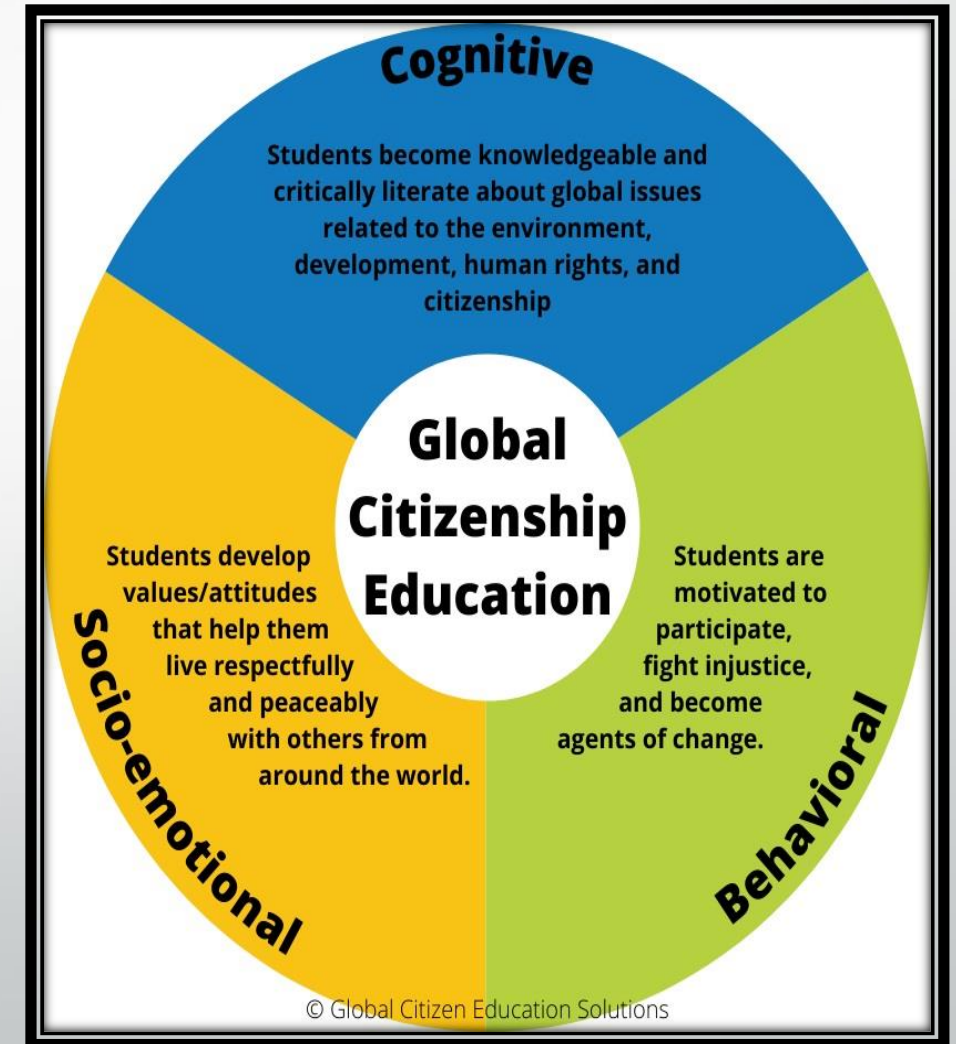 Cognitive
Students become knowledgeable and
critically literate about global issues
related to the environment,
development, human rights, and
citizenship
Global
Citizenship
Education
Students develop
values/attitudes
that help them
live respectfully
and peaceably
with others from
around the world.
Socio-emotional
Students are
motivated to
participate,
fight injustice,
and become
agents of change.
Behavioral
© Global Citizen Education Solutions